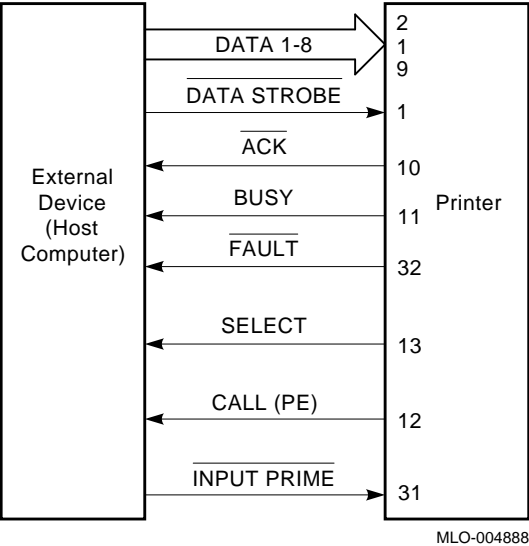 External
Device
(Host
Computer)
DATA 1-8
2
1
9
DATA STROBE
1
ACK
10
BUSY
11
FAULT
32
SELECT
13
CALL (PE)
12
INPUT PRIME
31
Printer
MLO-004888